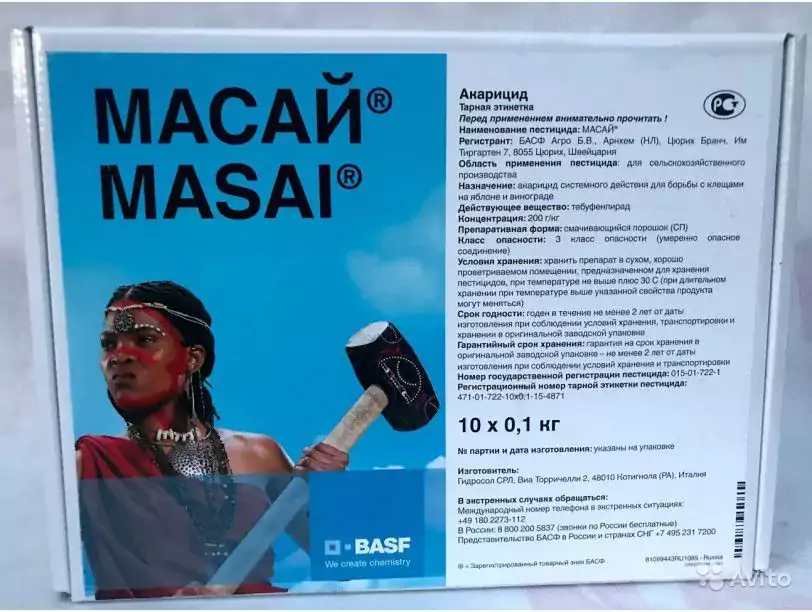 МАСАЙ®
MASAI®
BASF
We create chemistry
Акарицид
Тарная этикетка
Перед применением внимательно прочитать !
Наименование пестицида: МАСАЙ®
Регистрант: БАСФ Агро Б.В., Арнхем (НЛ), Цюрих Бранч, Им
Тиргартен 7, 8055 Цюрих, Швейцария
Область применения пестицида: для сельскохозяйственного
производства
Назначение: акарицид системного действия для борьбы с клещами
на яблоне и винограде
Действующее вещество: тебуфенпирад
Концентрация: 200 г/кг
Препаративная форма: смачивающийся порошок (СП)
Класс опасности: 3 класс опасности (умеренно опасное
соединение)
Условия хранения: хранить препарат в сухом, хорошо
проветриваемом помещении, предназначенном для хранения
пестицидов, при температуре не выше плюс 30 С (при длительном
хранении при температуре выше указанной свойства продукта
могут меняться)
Срок годности: годен в течение не менее 2 лет от даты
изготовления при соблюдении условий хранения, транспортировки и
хранении в оригинальной заводской упаковке
Гарантийный срок хранения: гарантия на срок хранения в
оригинальной заводской упаковке – не менее 2 лет от даты
изготовления при соблюдении условий хранения и транспортировки
Номер государственной регистрации пестицида: 015-01-722-1
Регистрационный номер тарной этикетки пестицида:
471-01-722-10х0.1-15-4871
10 x 0,1 кг
№ партии и дата изготовления: указаны на упаковке
Изготовитель:
Гидросол СРЛ, Виа Торричелли 2, 48010 Котигнола (РА), Италия
В экстренных случаях обращаться:
Международный номер телефона в экстренных ситуациях:
+49 180 2273-112
В России: 8 800 200 5837 (звонки по России бесплатные)
Представительство БАСФ в России и странах СНГ +7 495 231 7200
® = Зарегистрированный товарный знак БАСФ
81099443RU1085 - Russia
Avito